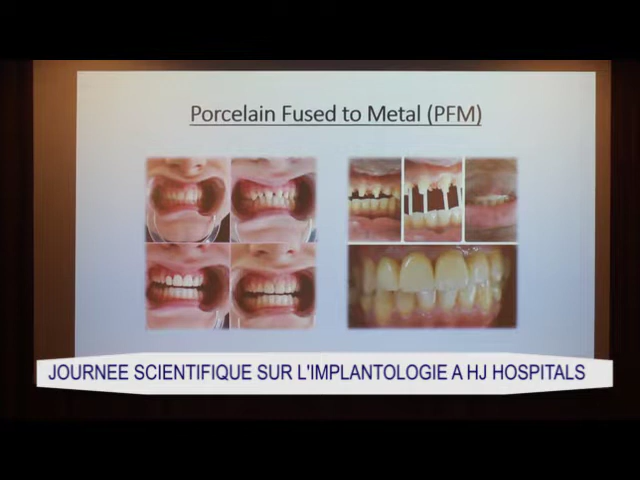 Porcelain Fused to Metal (PFM)
JOURNEE SCIENTIFIQUE SUR L'IMPLANTOLOGIE A HJ HOSPITALS